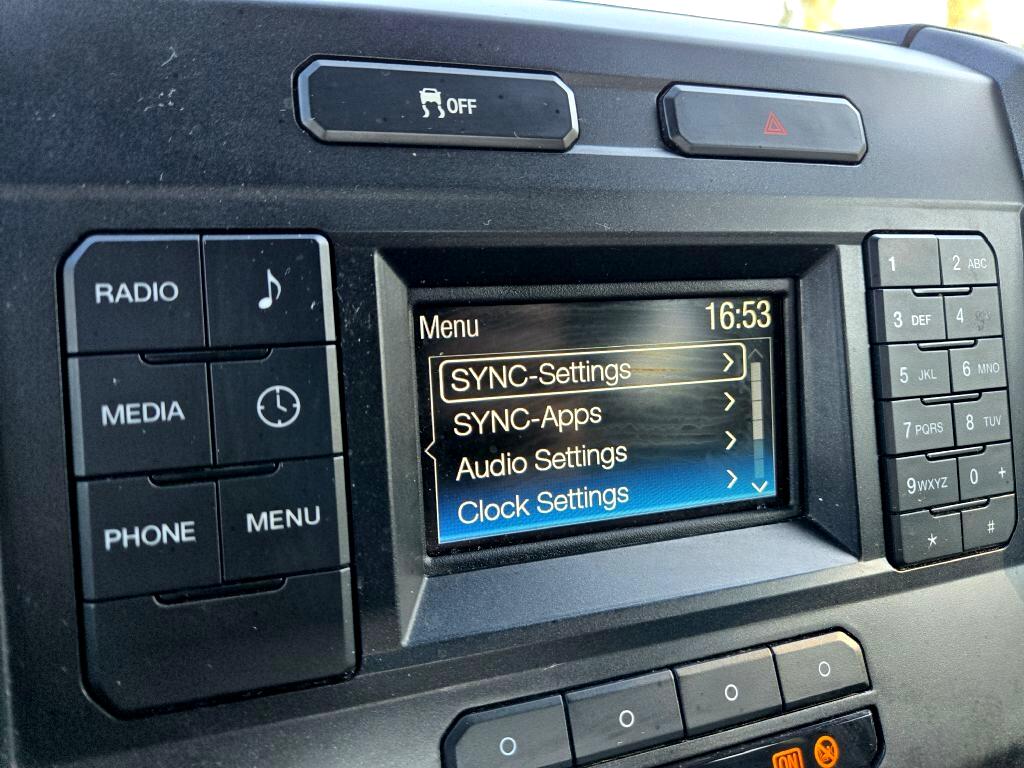 OFF
RADIO
MEDIA
PHONE
MENU
Menu
16:53
SYNC-Settings
SYNC-Apps
Audio Settings
Clock Settings
1
2 ABC
3 DEF
4
5 JKL
6 MNO
7 PQRS
8 TUV
9 WXYZ
0 +
* #
ON